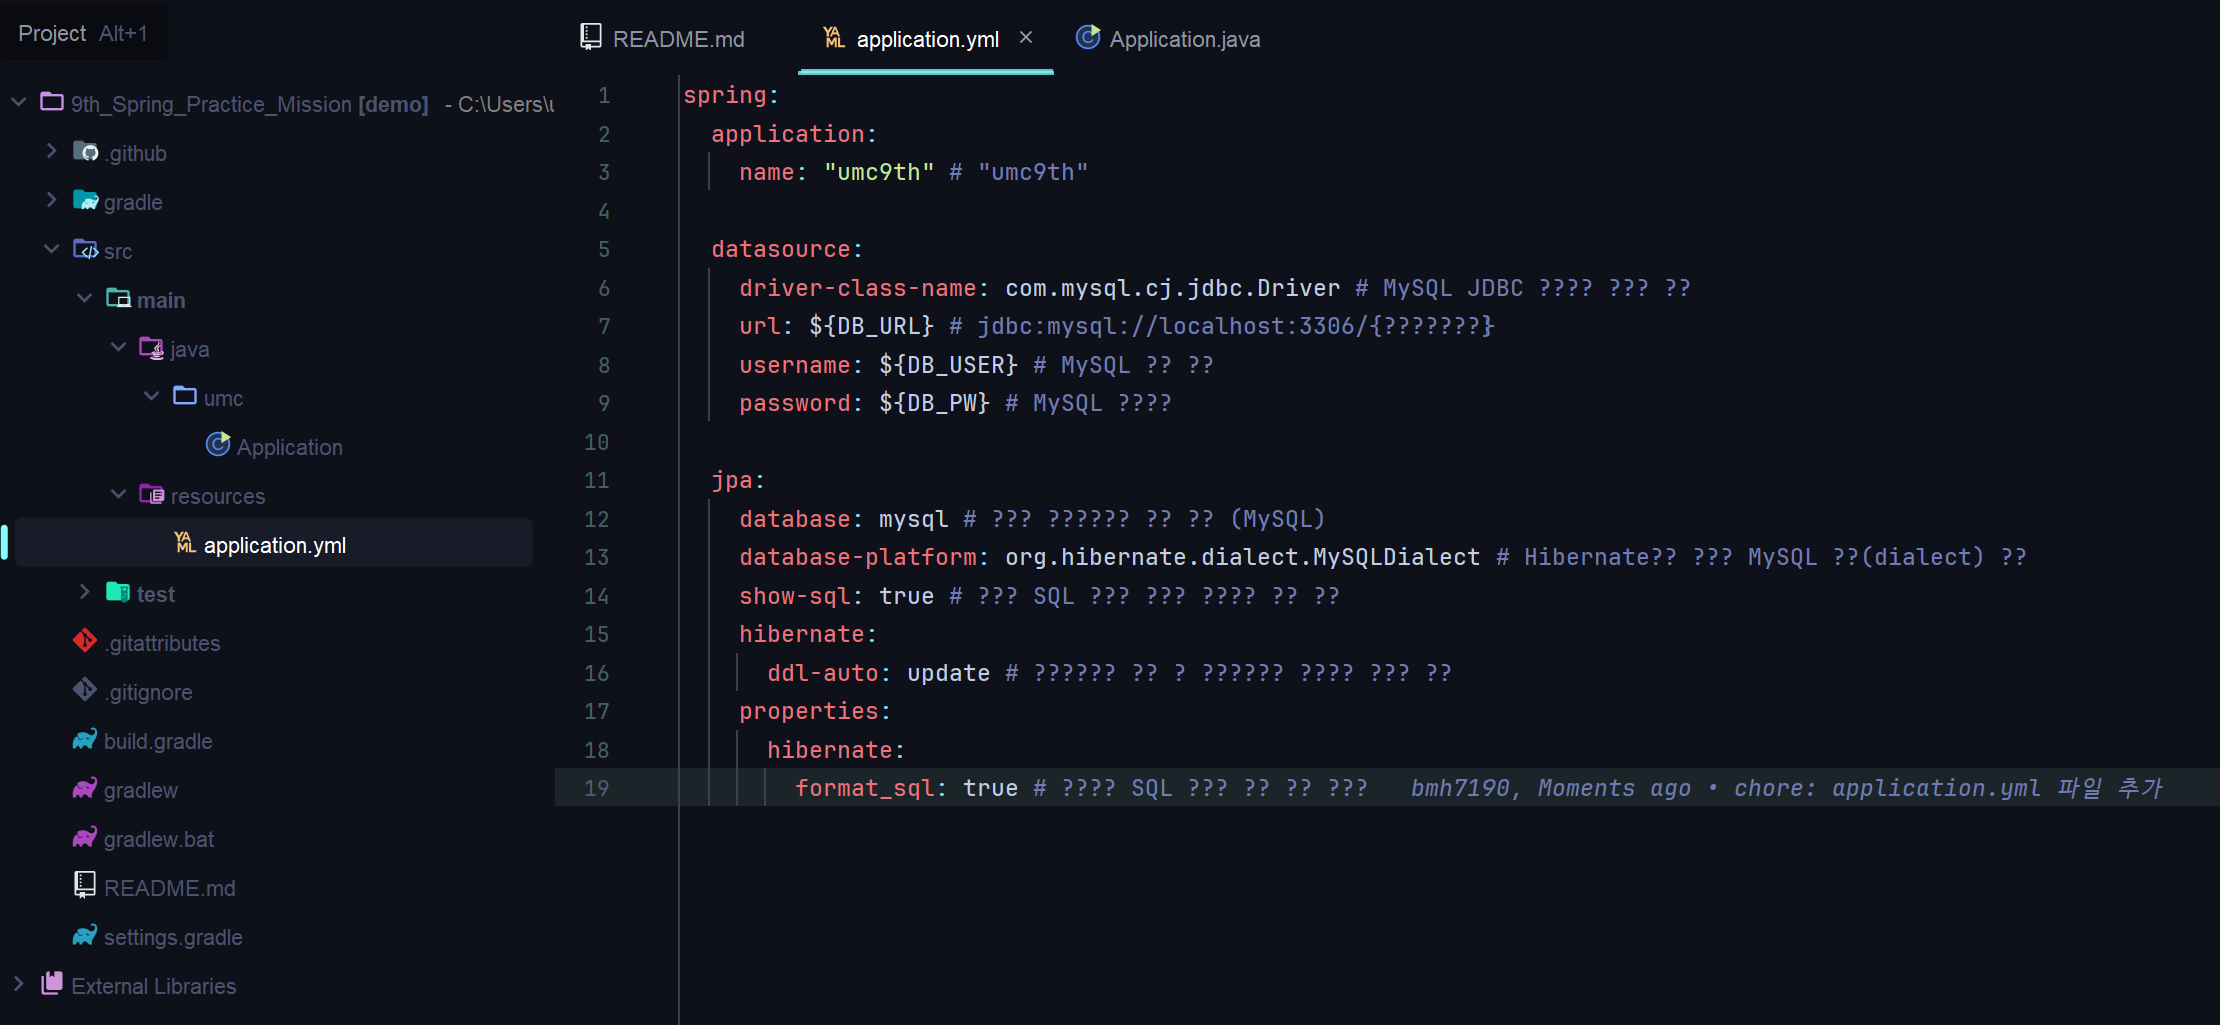 Project Alt+1
README.md
application.yml
Application.java
9th_Spring_Practice_Mission [demo] - C:\Users\u
.github
gradle
src
main
java
umc
Application
resources
application.yml
test
.gitattributes
.gitignore
build.gradle
gradlew
gradlew.bat
README.md
settings.gradle
External Libraries
1 spring:
2 application:
3 name: "umc9th" # "umc9th"
4
5 datasource:
6 driver-class-name: com.mysql.cj.jdbc.Driver # MySQL JDBC ???? ??? ??
7 url: ${DB_URL} # jdbc:mysql://localhost:3306/{???????}
8 username: ${DB_USER} # MySQL ?? ??
9 password: ${DB_PW} # MySQL ????
10
11 jpa:
12 database: mysql # ??? ?????? ?? ?? (MySQL)
13 database-platform: org.hibernate.dialect.MySQLDialect # Hibernate?? ??? MySQL ??(dialect) ??
14 show-sql: true # ??? SQL ??? ??? ???? ?? ??
15 hibernate:
16 ddl-auto: update # ?????? ?? ? ?????? ???? ??? ??
17 properties:
18 hibernate:
19 format_sql: true # ???? SQL ??? ?? ?? ??? bmh7190, Moments ago • chore: application.yml 파일 추가